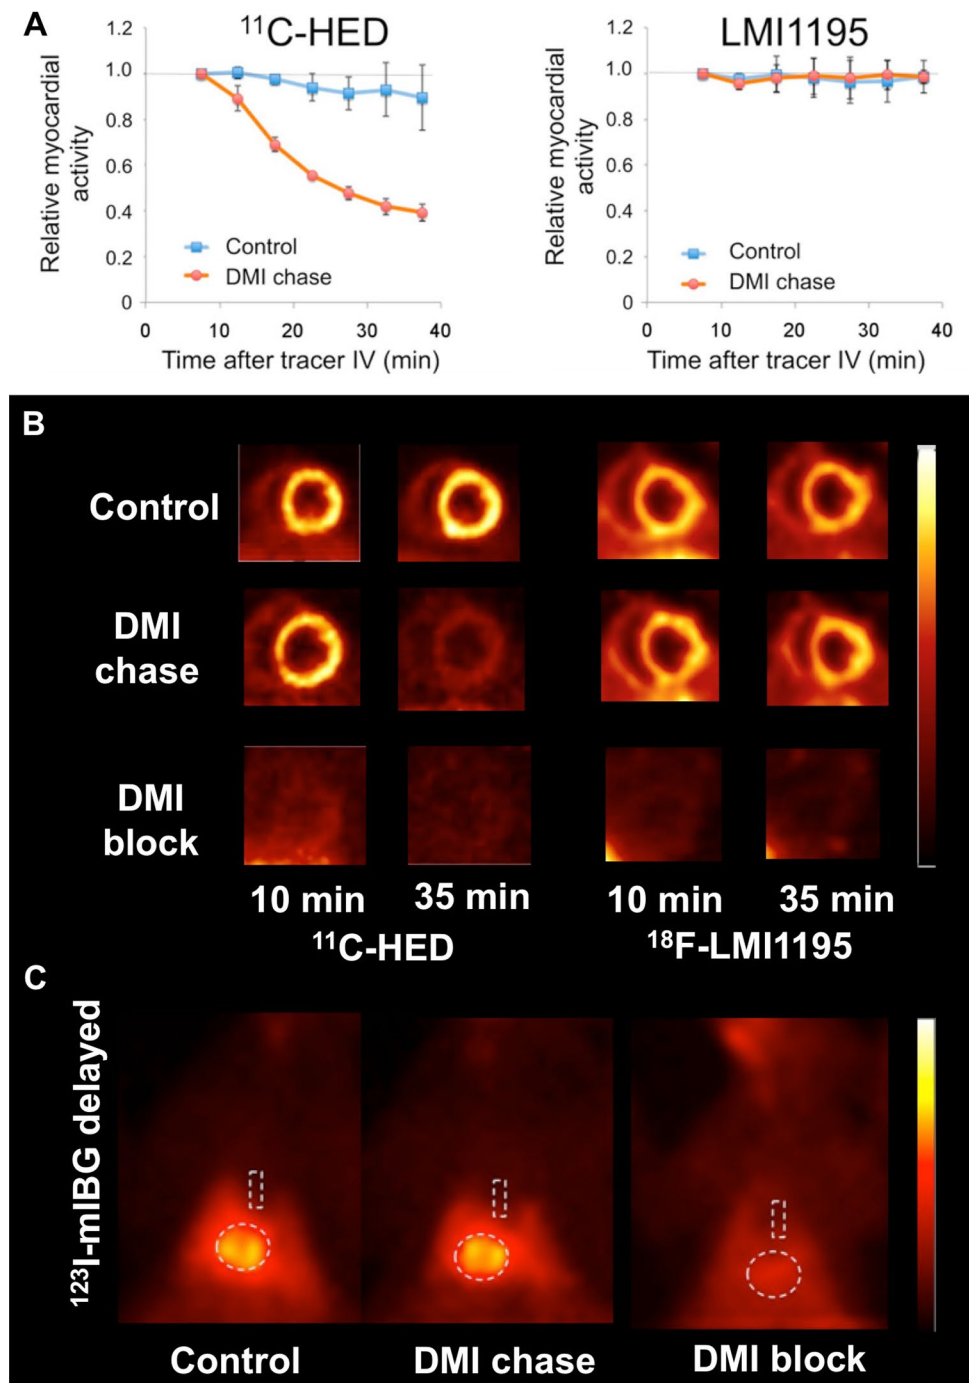 A
¹¹C-HED
Relative myocardial
activity
1.2
1.0
0.8
0.6
0.4
0.2
0
Control
DMI chase
0 10 20 30 40
Time after tracer IV (min)
LMI1195
Relative myocardial
activity
1.2
1.0
0.8
0.6
0.4
0.2
0
Control
DMI chase
0 10 20 30 40
Time after tracer IV (min)
B
Control
DMI
chase
DMI
block
10 min 35 min 10 min 35 min
¹¹C-HED ¹⁸F-LMI1195
C
¹²³I-mIBG delayed
Control DMI chase DMI block